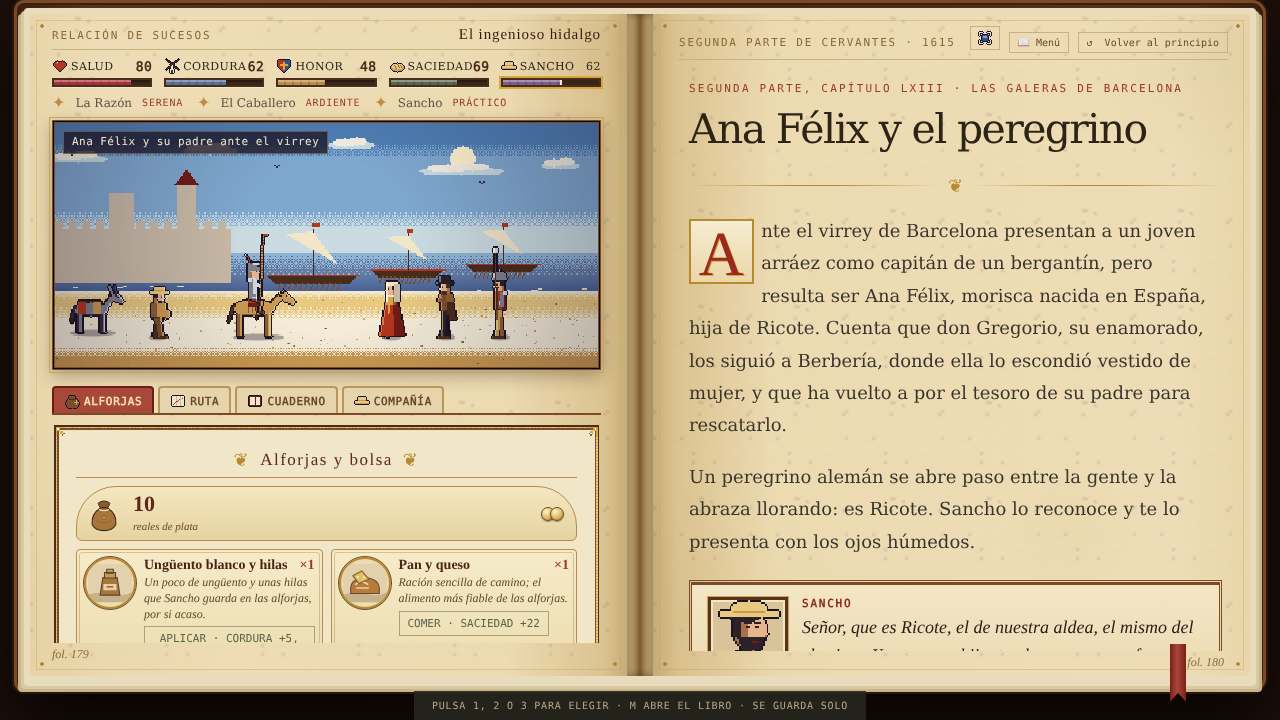 RELACIÓN DE SUCESOS
El ingenioso hidalgo
SALUD 80
CORDURA 62
HONOR 48
SACIEDAD 69
SANCHO 62
La Razón SERENA
El Caballero ARDIENTE
Sancho PRÁCTICO
Ana Félix y su padre ante el virrey
ALFORJAS
RUTA
CUADERNO
COMPAÑÍA
Alforjas y bolsa
10
reales de plata
Ungüento blanco y hilas ×1
Un poco de ungüento y unas hilas
que Sancho guarda en las alforjas,
por si acaso.
APLICAR · CORDURA +5,
Pan y queso ×1
Ración sencilla de camino; el
alimento más fiable de las alforjas.
COMER · SACIEDAD +22
fol. 179
SEGUNDA PARTE DE CERVANTES · 1615
Menú
↺ Volver al principio
SEGUNDA PARTE, CAPÍTULO LXIII · LAS GALERAS DE BARCELONA
Ana Félix y el peregrino
Ante el virrey de Barcelona presentan a un joven
arráez como capitán de un bergantín, pero
resulta ser Ana Félix, morisca nacida en España,
hija de Ricote. Cuenta que don Gregorio, su enamorado,
los siguió a Berbería, donde ella lo escondió vestido de
mujer, y que ha vuelto a por el tesoro de su padre para
rescatarlo.
Un peregrino alemán se abre paso entre la gente y la
abraza llorando: es Ricote. Sancho lo reconoce y te lo
presenta con los ojos húmedos.
SANCHO
Señor, que es Ricote, el de nuestra aldea, el mismo del
fol. 180
PULSA 1, 2 O 3 PARA ELEGIR · M ABRE EL LIBRO · SE GUARDA SOLO